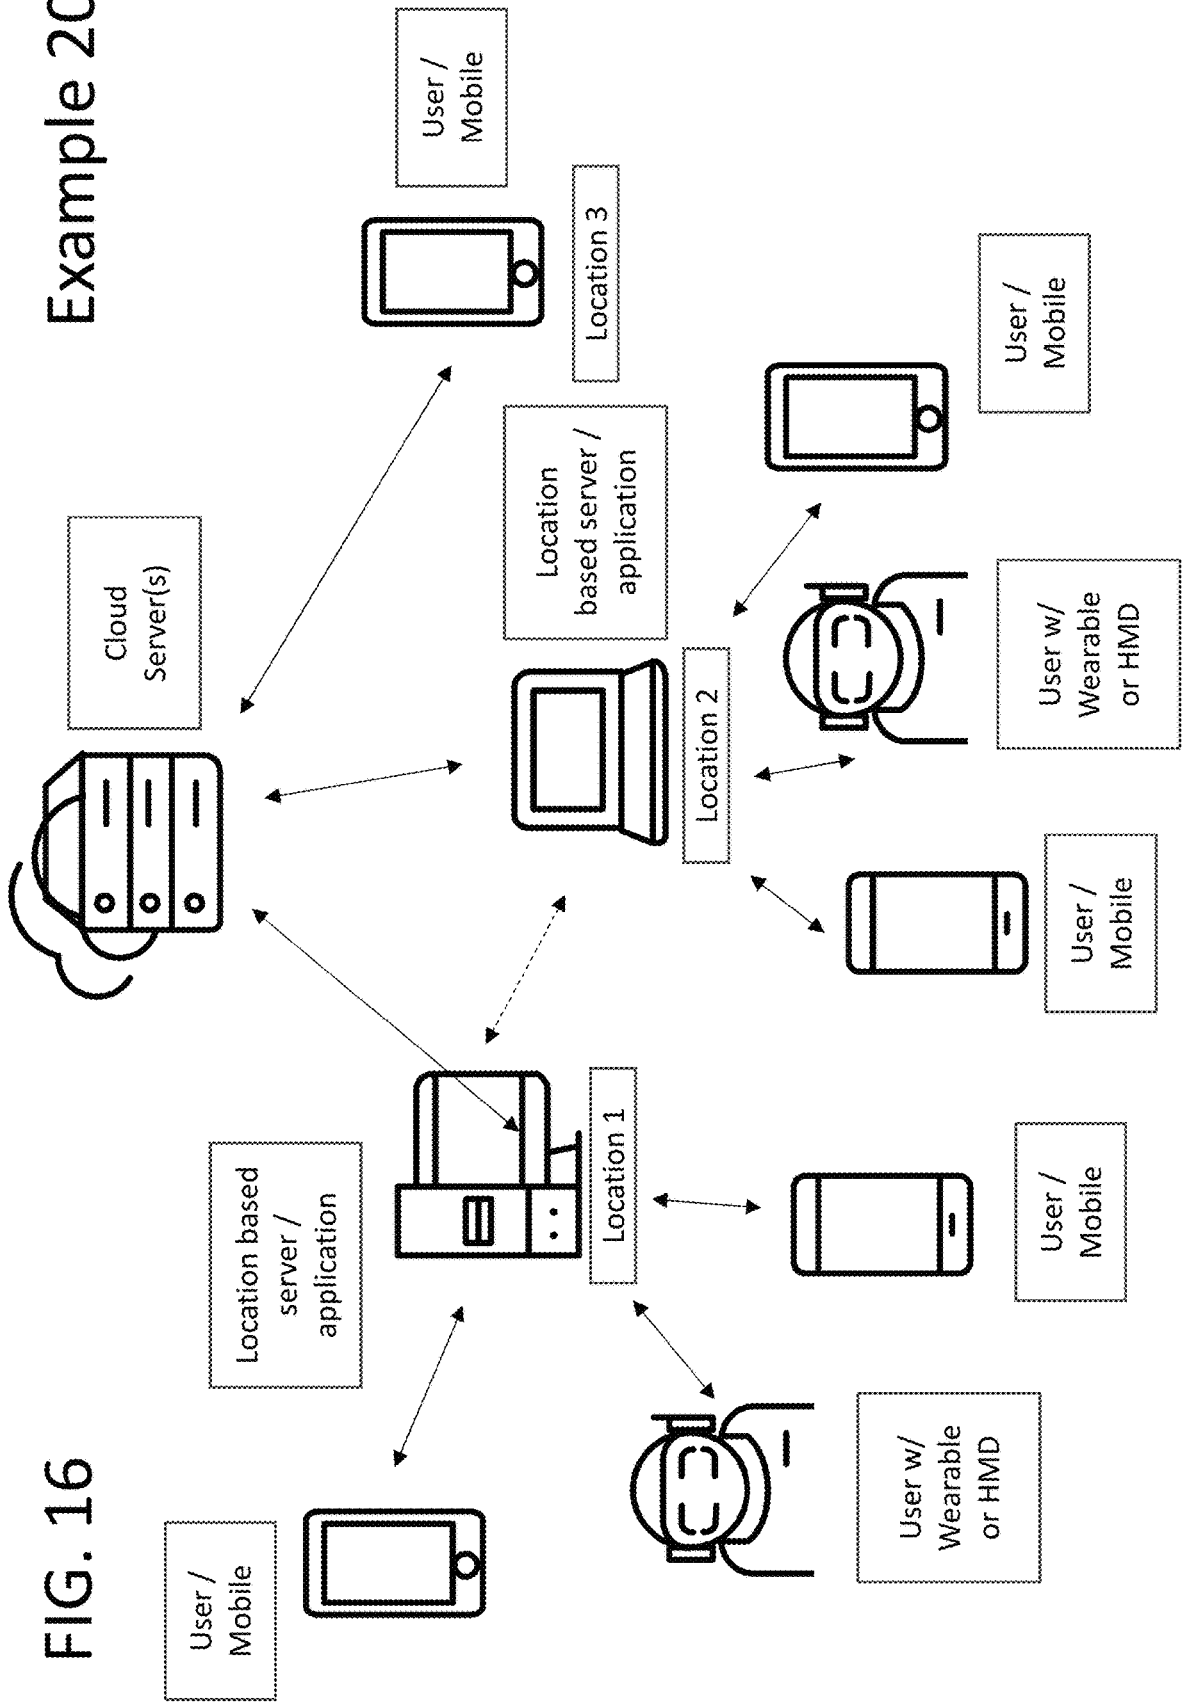 FIG. 16
Example 20
Cloud
Server(s)
User /
Mobile
Location based
server /
application
User /
Mobile
Location 3
Location
based server /
application
Location 1
Location 2
User w/
Wearable
or HMD
User /
Mobile
User /
Mobile
User w/
Wearable
or HMD
User /
Mobile